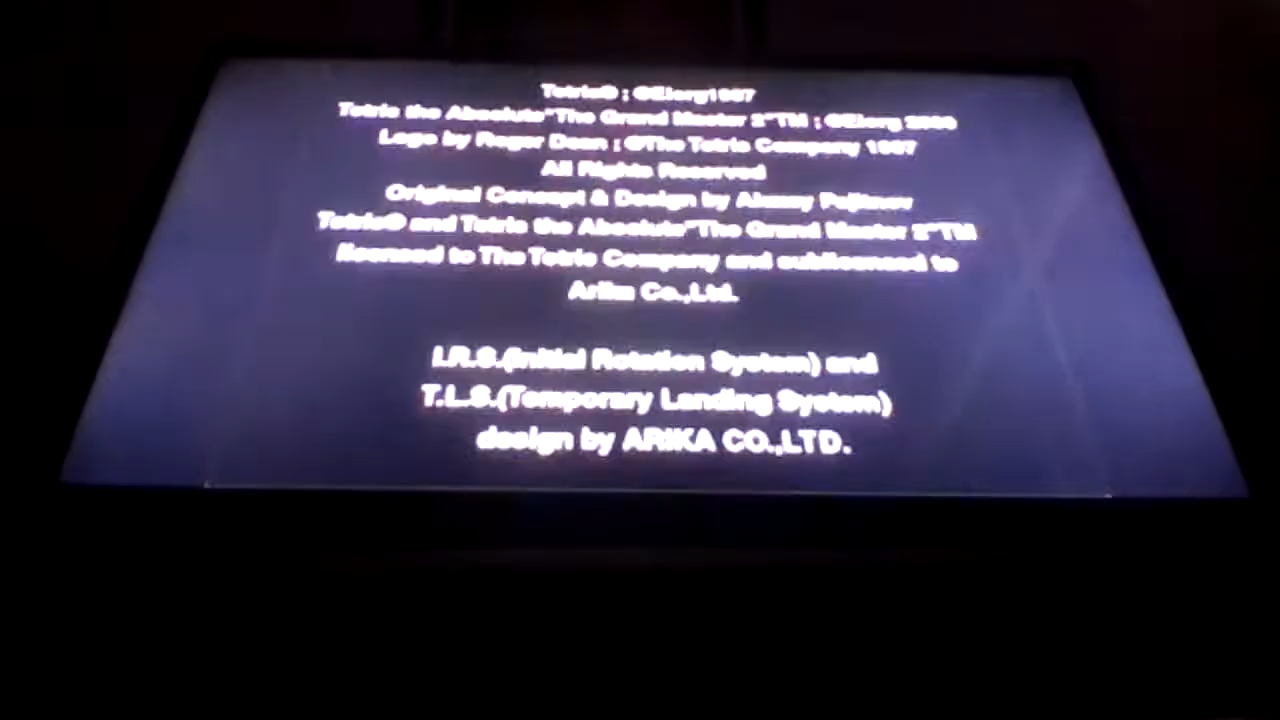 Tetris® ; ©Elorg1987
Tetris the Absolute"The Grand Master 2"TM ; ©Elorg 2000
Logo by Roger Dean ; ©The Tetris Company 1997
All Rights Reserved
Original Concept & Design by Alexey Pajitnov
Tetris® and Tetris the Absolute"The Grand Master 2"TM
licensed to The Tetris Company and sublicensed to
Arika Co.,Ltd.
I.R.S.(Initial Rotation System) and
T.L.S.(Temporary Landing System)
design by ARIKA CO.,LTD.